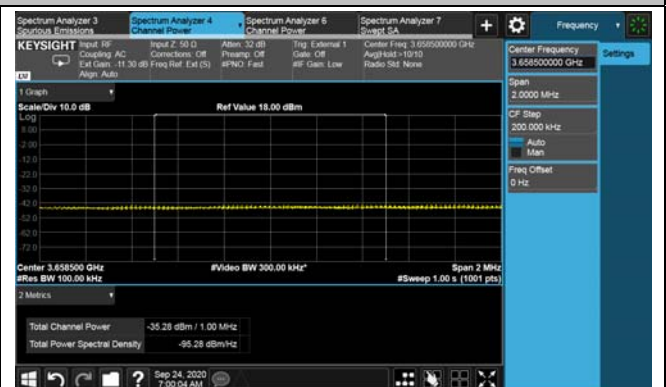 Spectrum Analyzer 3
Spurious Emissions
Spectrum Analyzer 4
Channel Power
Spectrum Analyzer 6
Channel Power
Spectrum Analyzer 7
Swept SA
+
Frequency
KEYSIGHT
Input: RF
Coupling: AC
Ext Gain: -11.30 dB
Align: Auto
Input Z: 50 Ω
Corrections: Off
Freq Ref: Ext (S)
Atten: 32 dB
Preamp: Off
#PNO: Fast
Trig: External 1
Gate: Off
#IF Gain: Low
Center Freq: 3.658500000 GHz
Avg|Hold:>10/10
Radio Std: None
LVI
Center Frequency
3.658500000 GHz
Settings
Span
2.0000 MHz
CF Step
200.000 kHz
Auto
Man
Freq Offset
0 Hz
1 Graph
Scale/Div 10.0 dB
Ref Value 18.00 dBm
Log
8.00
-2.00
-12.0
-22.0
-32.0
-42.0
-52.0
-62.0
-72.0
Center 3.658500 GHz
#Video BW 300.00 kHz*
Span 2 MHz
#Res BW 100.00 kHz
#Sweep 1.00 s (1001 pts)
2 Metrics
Total Channel Power
-35.28 dBm / 1.00 MHz
Total Power Spectral Density
-95.28 dBm/Hz
?
Sep 24, 2020
7:00:04 AM